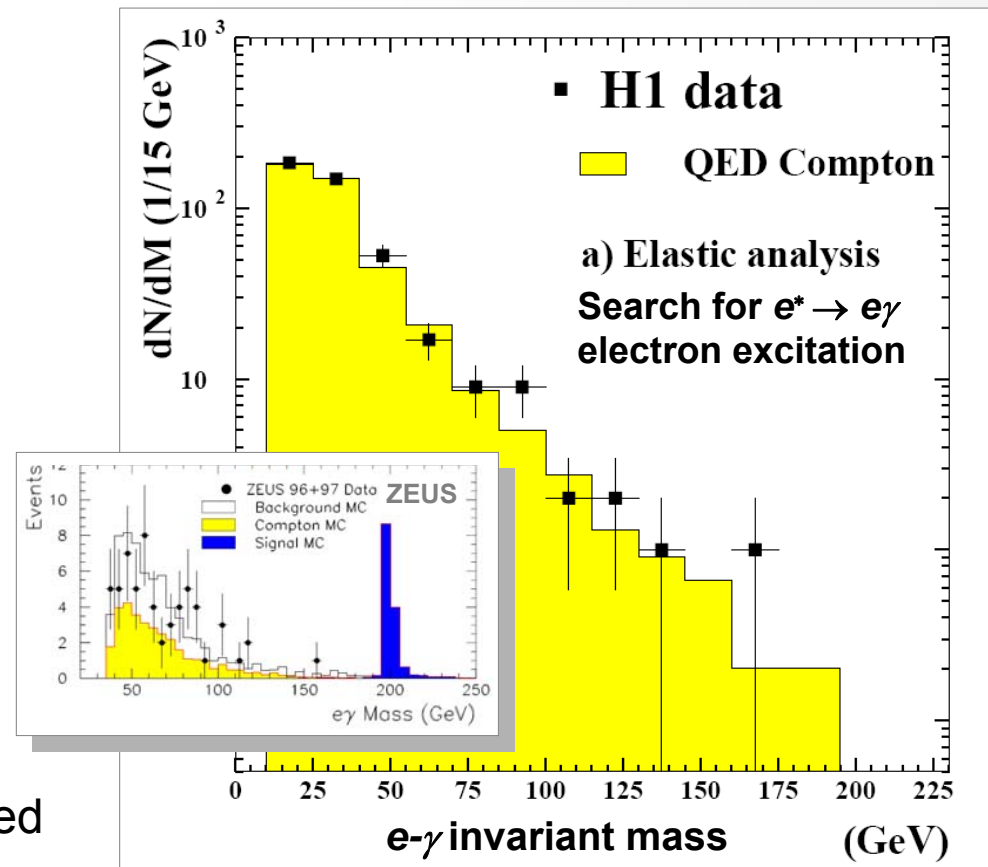 10³
H1 data
QED Compton
dN/dM (1/15 GeV)
10²
a) Elastic analysis
Search for e* → eγ
electron excitation
10
12
10
8
6
4
2
0
Events
ZEUS 96+97 Data ZEUS
Background MC
Compton MC
Signal MC
50 100 150 200 250
eγ Mass (GeV)
0 25 50 75 100 125 150 175 200 225
ed
e-γ invariant mass (GeV)